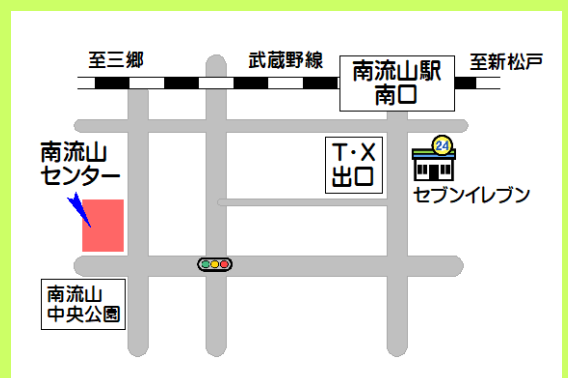 至三郷
武蔵野線
南流山駅
南口
至新松戸
南流山
センター
T・X
出口
24
セブンイレブン
南流山
中央公園